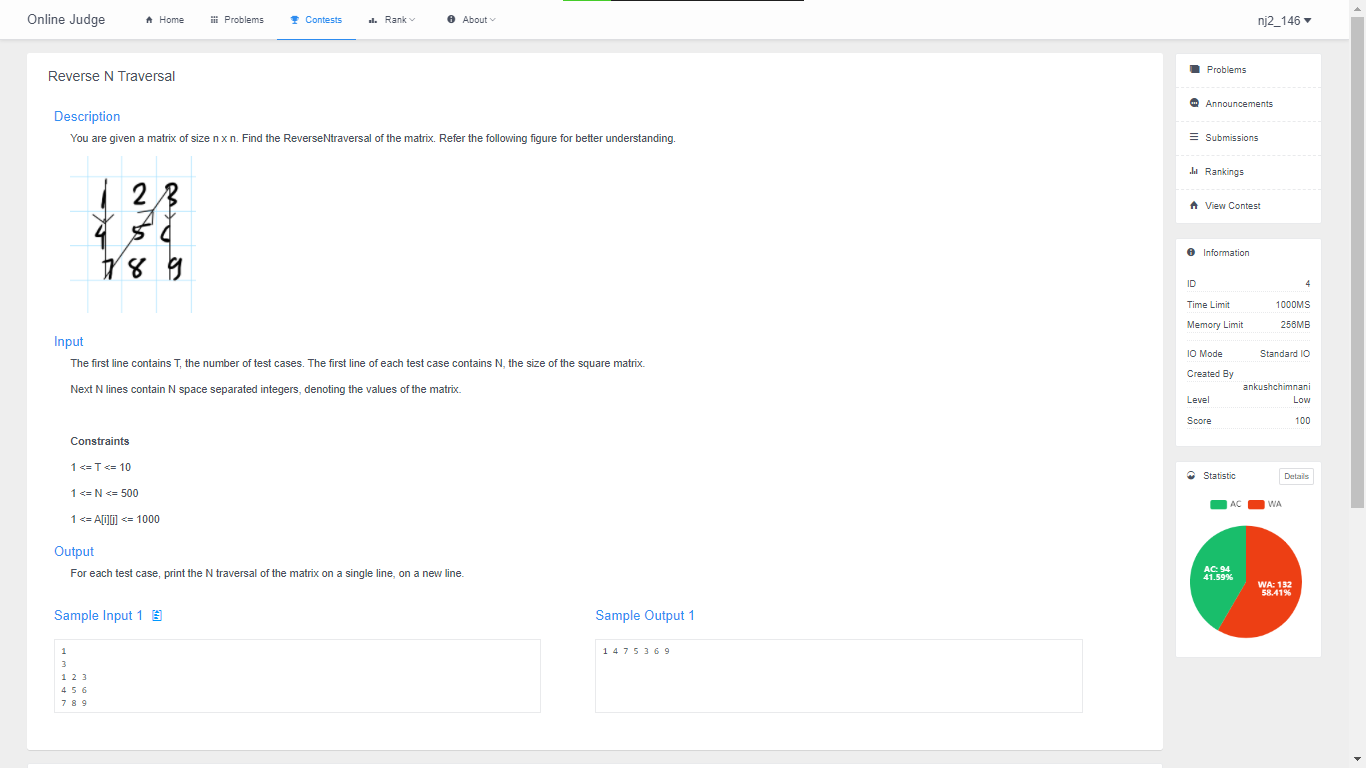 Online Judge Home Problems Contests Rank About nj2_146
Reverse N Traversal
Description
You are given a matrix of size n x n. Find the ReverseNtraversal of the matrix. Refer the following figure for better understanding.
1 2 3
4 5 6
7 8 9
Input
The first line contains T, the number of test cases. The first line of each test case contains N, the size of the square matrix.
Next N lines contain N space separated integers, denoting the values of the matrix.
Constraints
1 <= T <= 10
1 <= N <= 500
1 <= A[i][j] <= 1000
Output
For each test case, print the N traversal of the matrix on a single line, on a new line.
Sample Input 1
1
3
1 2 3
4 5 6
7 8 9
Sample Output 1
1 4 7 5 3 6 9
Problems
Announcements
Submissions
Rankings
View Contest
Information
ID 4
Time Limit 1000MS
Memory Limit 256MB
IO Mode Standard IO
Created By
ankushchimnani
Level Low
Score 100
Statistic Details
AC WA
AC: 94
41.59%
WA: 132
58.41%